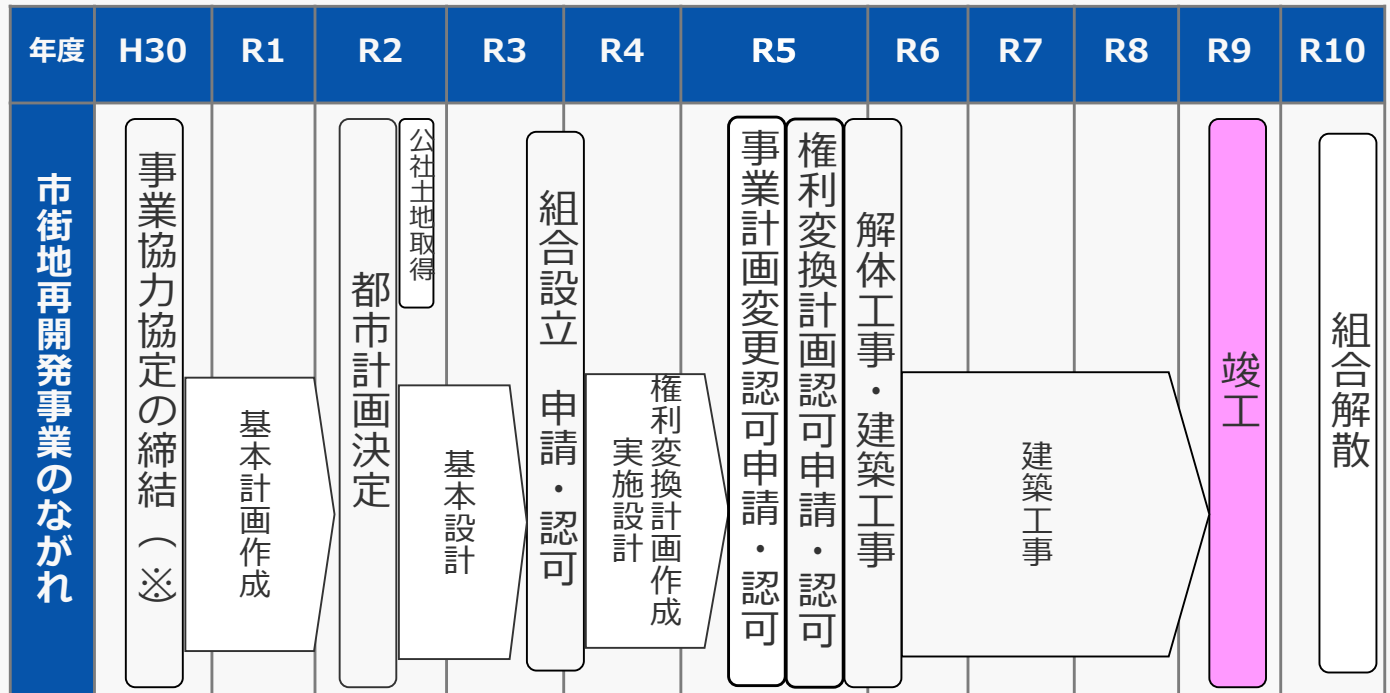 年度
H30
R1
R2
R3
R4
R5
R6
R7
R8
R9
R10
市街地再開発事業のながれ
事業協力協定の締結（※
基本計画作成
都市計画決定
公社土地取得
基本設計
組合設立　申請・認可
権利変換計画作成
実施設計
事業計画変更認可申請・認可
権利変換計画認可申請・認可
解体工事・建築工事
建築工事
竣工
組合解散